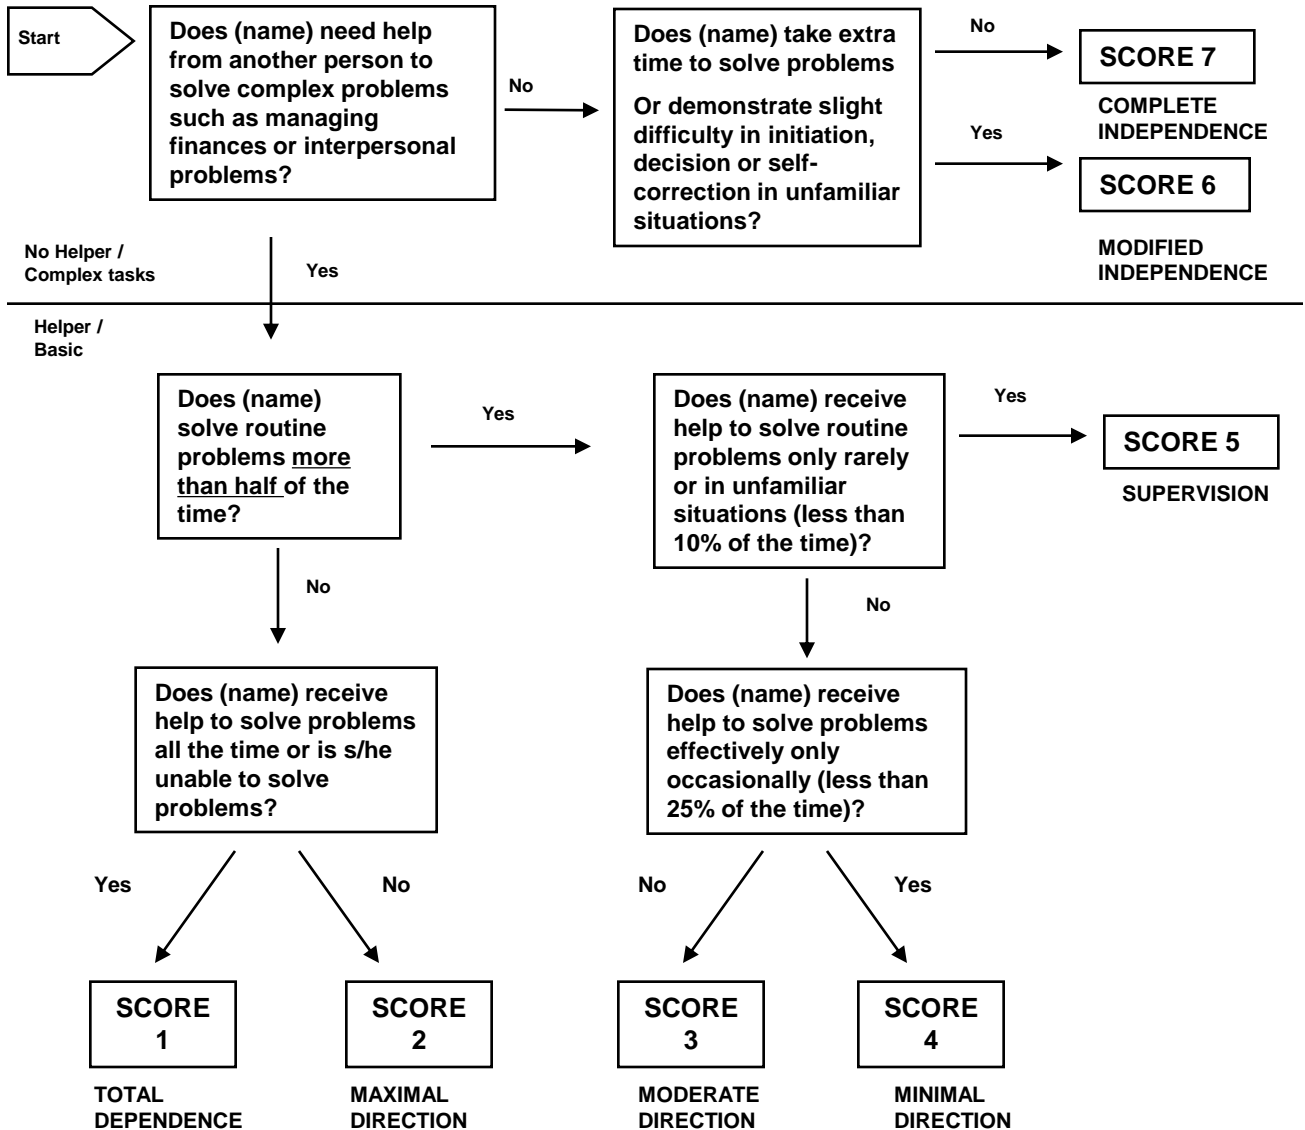 Start
Does (name) need help
from another person to
solve complex problems
such as managing
finances or interpersonal
problems?
No
Does (name) take extra
time to solve problems
Or demonstrate slight
difficulty in initiation,
decision or self-
correction in unfamiliar
situations?
No
SCORE 7
COMPLETE
INDEPENDENCE
Yes
SCORE 6
MODIFIED
INDEPENDENCE
No Helper /
Complex tasks
Yes
Helper /
Basic
Does (name)
solve routine
problems more
than half of the
time?
Yes
Does (name) receive
help to solve routine
problems only rarely
or in unfamiliar
situations (less than
10% of the time)?
Yes
SCORE 5
SUPERVISION
No
No
Does (name) receive
help to solve problems
all the time or is s/he
unable to solve
problems?
Does (name) receive
help to solve problems
effectively only
occasionally (less than
25% of the time)?
Yes
No
No
Yes
SCORE
1
TOTAL
DEPENDENCE
SCORE
2
MAXIMAL
DIRECTION
SCORE
3
MODERATE
DIRECTION
SCORE
4
MINIMAL
DIRECTION